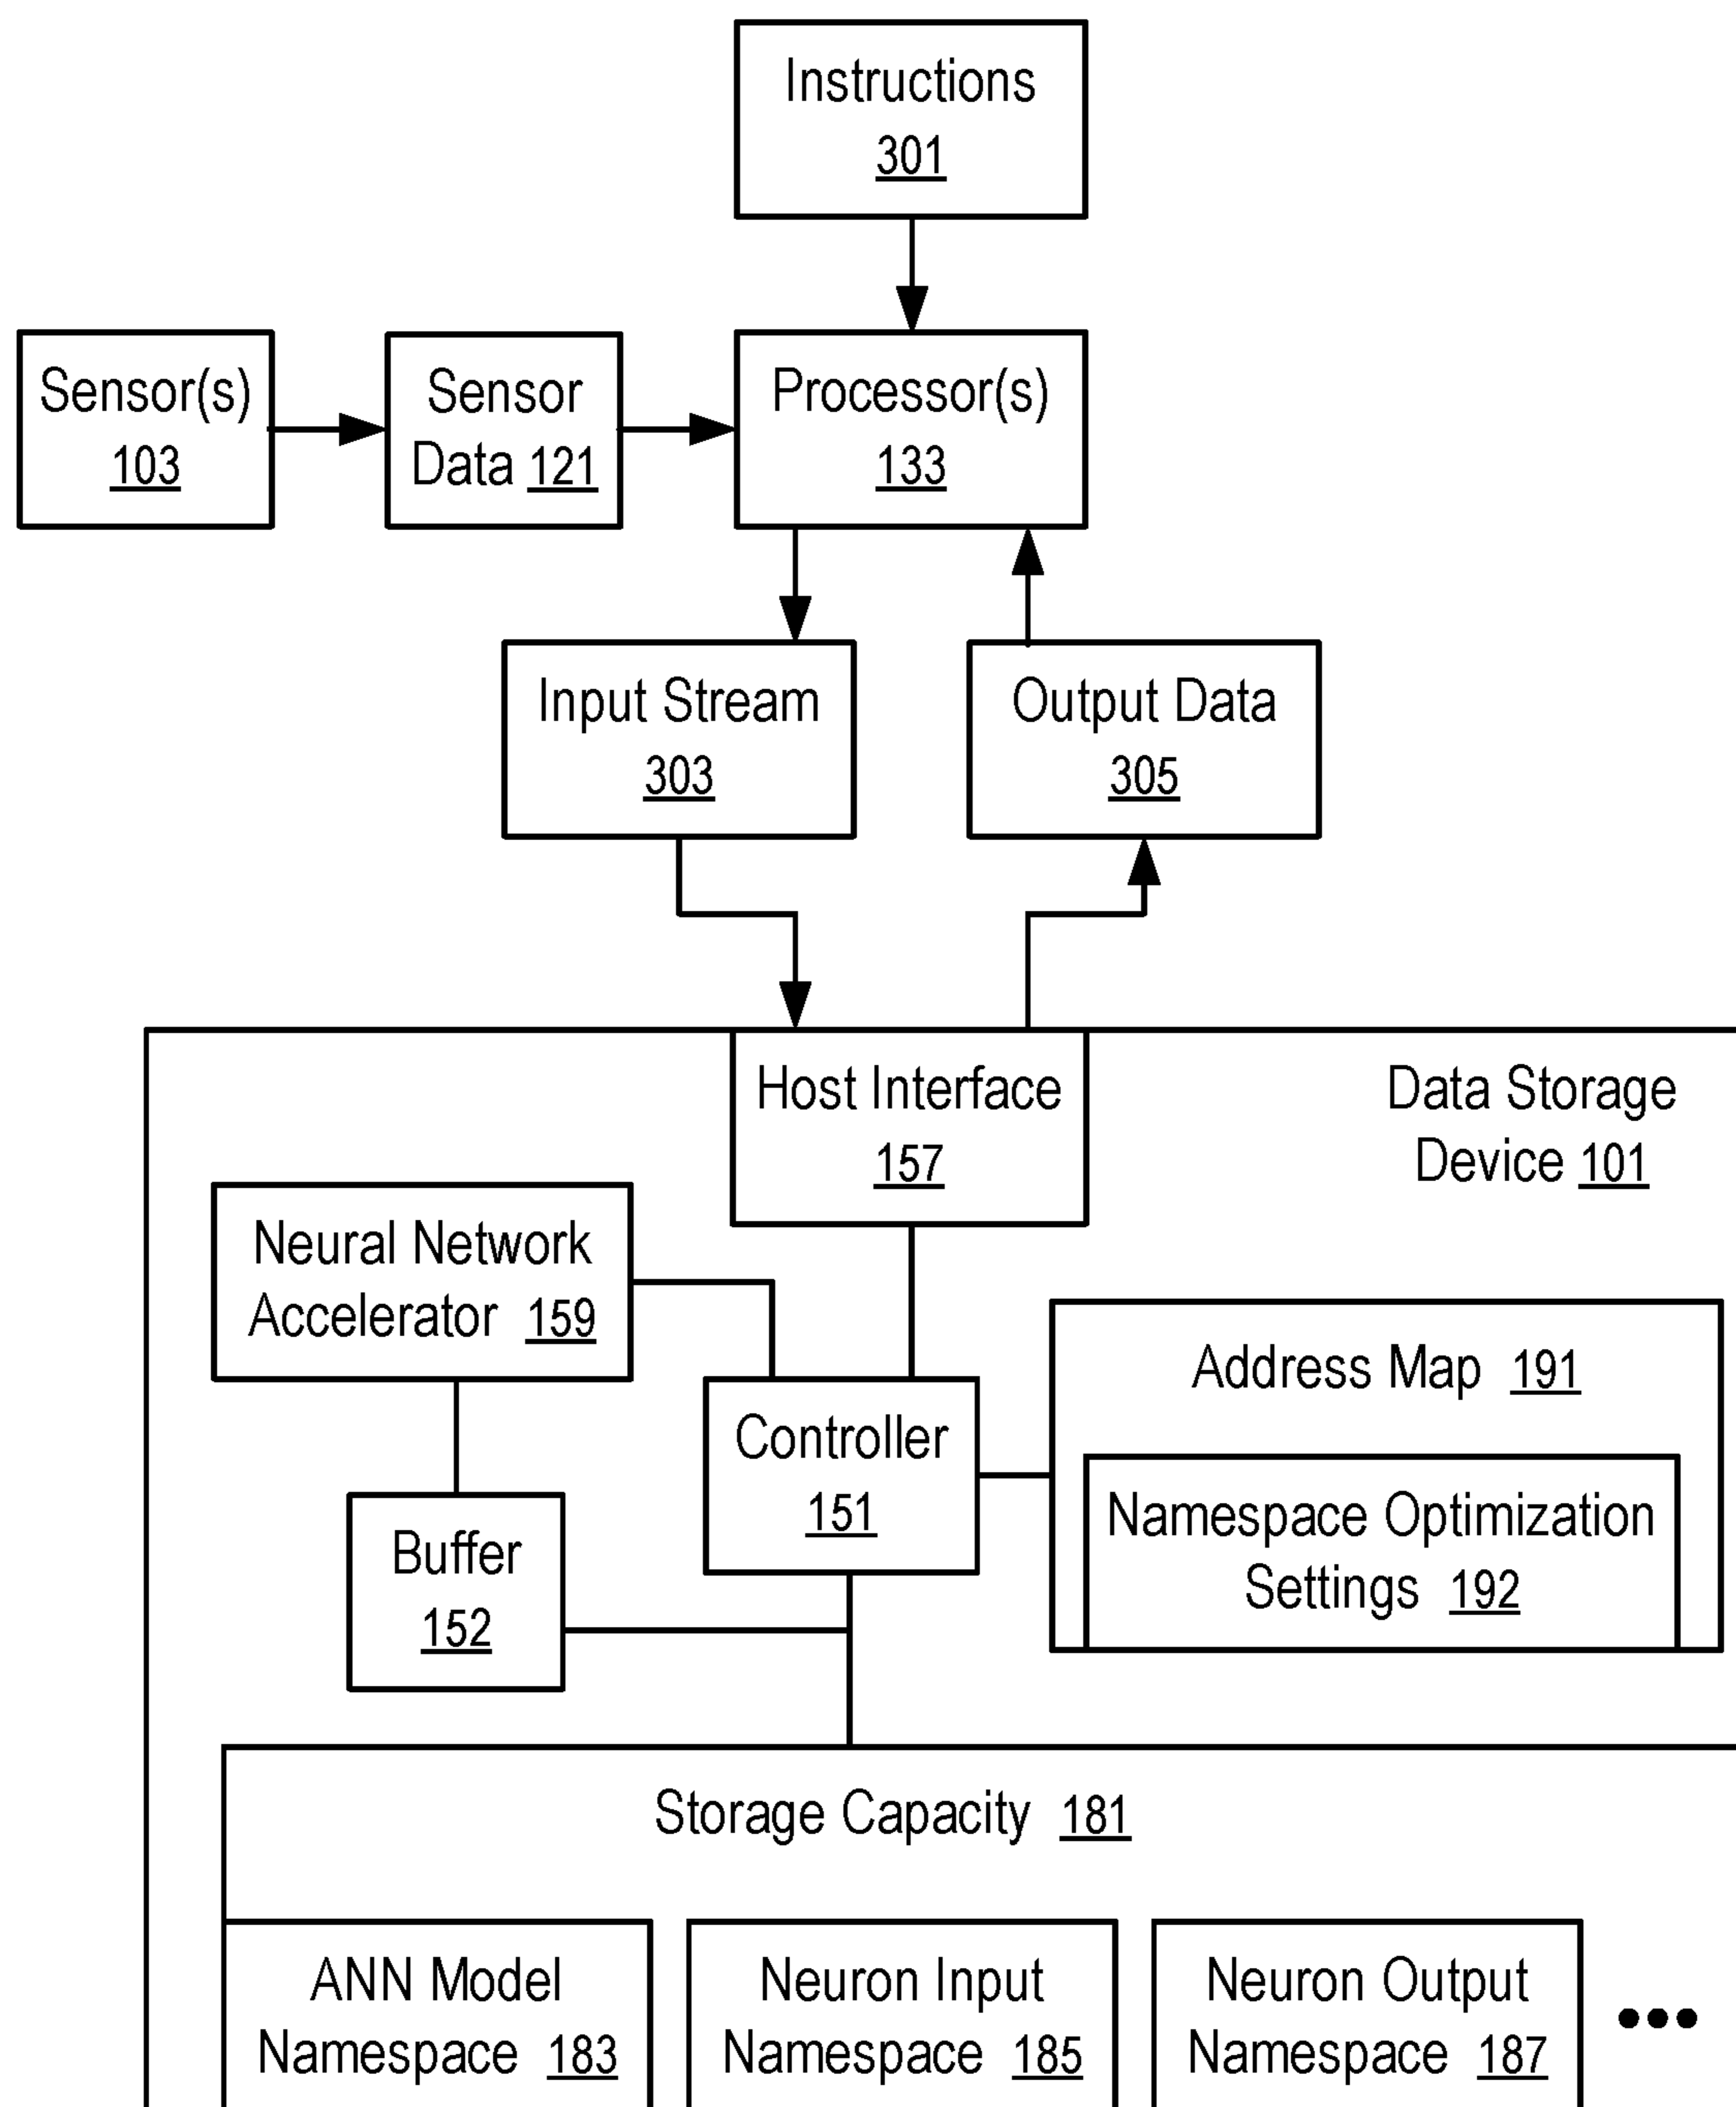 Instructions
301
Sensor(s)
103
Sensor
Data 121
Processor(s)
133
Input Stream
303
Output Data
305
Host Interface
157
Data Storage
Device 101
Neural Network
Accelerator 159
Address Map 191
Controller
151
Namespace Optimization
Settings 192
Buffer
152
Storage Capacity 181
ANN Model
Namespace 183
Neuron Input
Namespace 185
Neuron Output
Namespace 187